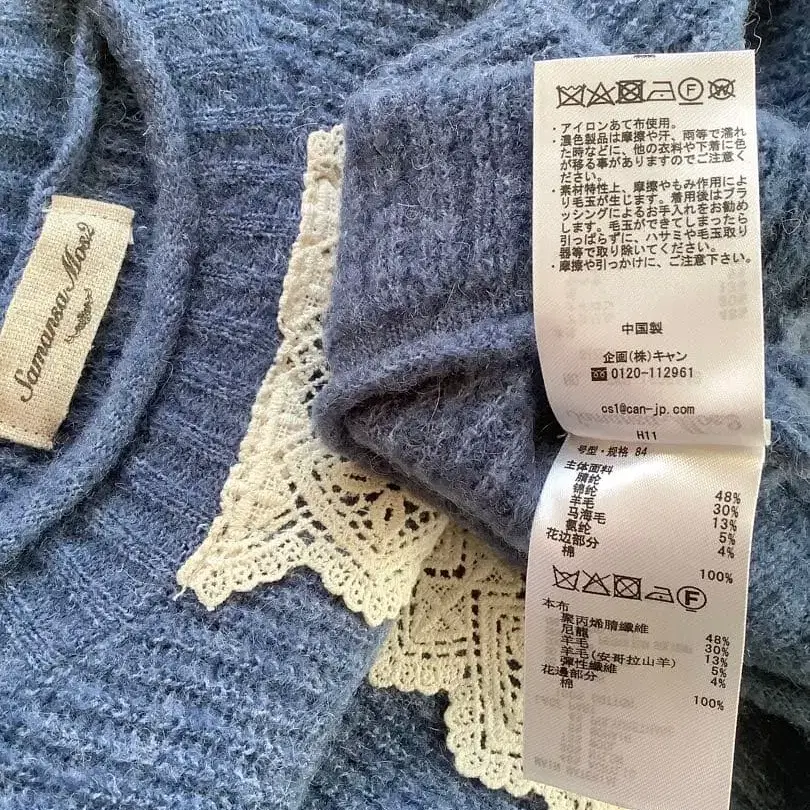 Samansa Mos2
F
W
・アイロンあて布使用。
・濃色製品は摩擦や汗、雨等で濡れ
た時などに、他の衣料や下着に色
が移る事がありますのでご注意く
ださい。
・素材特性上、摩擦やもみ作用によ
り毛玉が生じます。着用後はブラ
ッシングによるお手入れをお勧め
します。毛玉ができてしまったら
引っぱらずに、ハサミや毛玉取り
器等で取り除いてください。
・摩擦や引っかけに、ご注意下さい。
中国製
企画(株)キャン
☎0120-112961
os1@can-jp.com
H11
号型・规格 84
主体面料
腈纶 48%
锦纶 30%
羊毛 13%
马海毛 5%
氨纶 4%
花边部分
棉 100%
F
本布
聚丙烯腈纖維 48%
尼龍 30%
羊毛 13%
羊毛(安哥拉山羊) 5%
彈性纖維 4%
花邊部分
棉 100%